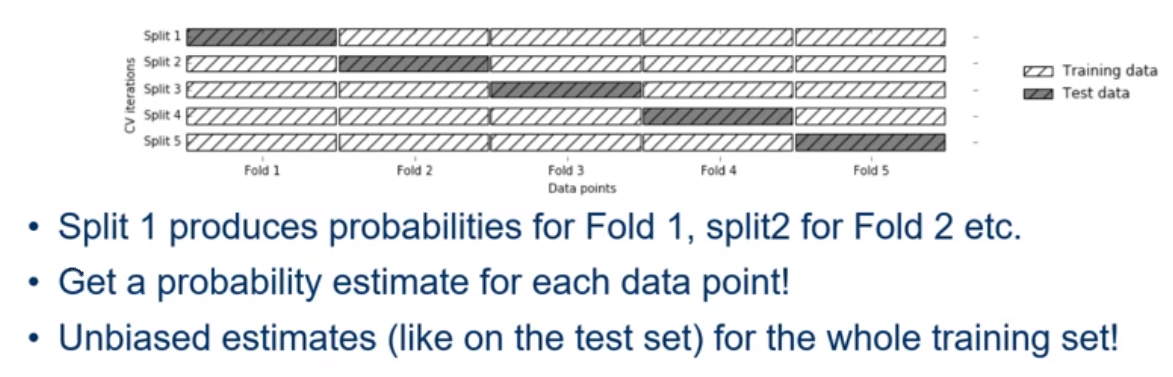 Split 1
Split 2
Split 3
Split 4
Split 5
CV iterations
Fold 1 Fold 2 Fold 3 Fold 4 Fold 5
Data points
Training data
Test data
• Split 1 produces probabilities for Fold 1, split2 for Fold 2 etc.
• Get a probability estimate for each data point!
• Unbiased estimates (like on the test set) for the whole training set!